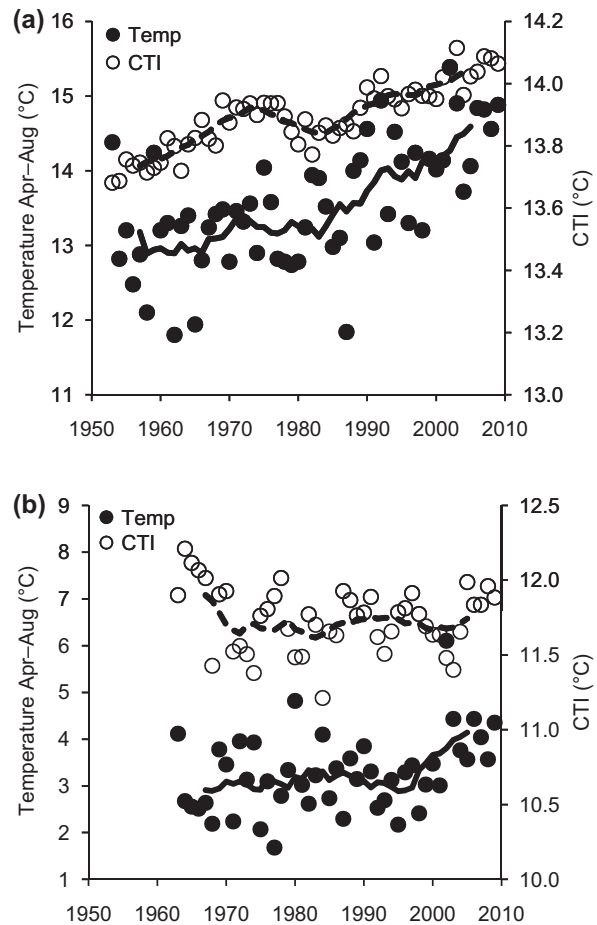 (a)
16
15
14
13
12
11
Temperature Apr–Aug (°C)
Temp
CTI
14.2
14.0
13.8
13.6
13.4
13.2
13.0
CTI (°C)
1950 1960 1970 1980 1990 2000 2010
(b)
9
8
7
6
5
4
3
2
1
Temperature Apr–Aug (°C)
Temp
CTI
12.5
12.0
11.5
11.0
10.5
10.0
CTI (°C)
1950 1960 1970 1980 1990 2000 2010